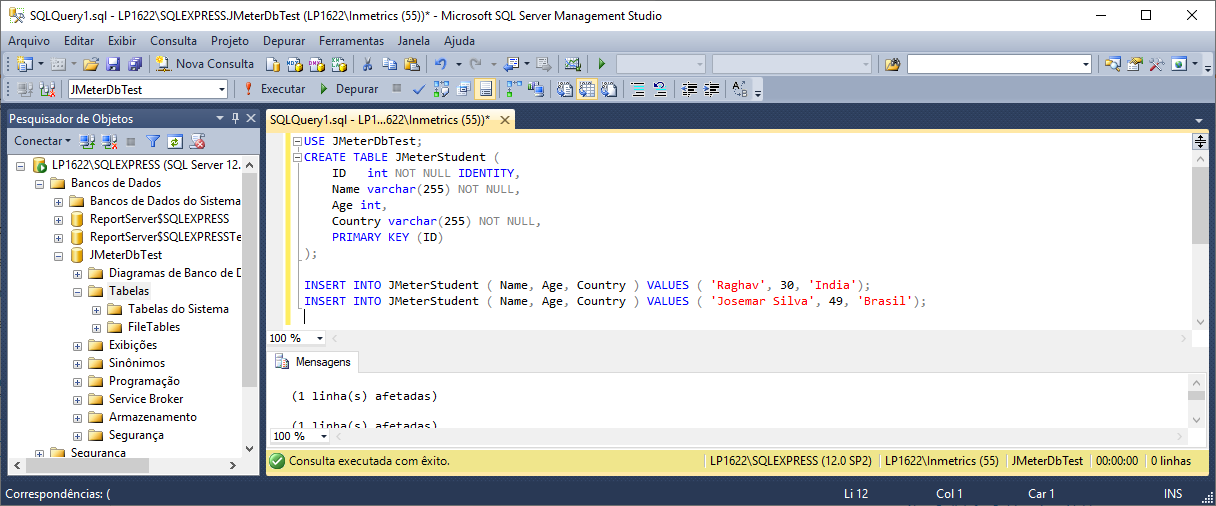 SQLQuery1.sql - LP1622\SQLEXPRESS.JMeterDbTest (LP1622\Inmetrics (55))* - Microsoft SQL Server Management Studio
Arquivo Editar Exibir Consulta Projeto Depurar Ferramentas Janela Ajuda
Nova Consulta
JMeterDbTest Executar Depurar
Pesquisador de Objetos
Conectar
LP1622\SQLEXPRESS (SQL Server 12.
Bancos de Dados
Bancos de Dados do Sistema
ReportServer$SQLEXPRESS
ReportServer$SQLEXPRESSTe
JMeterDbTest
Diagramas de Banco de D
Tabelas
Tabelas do Sistema
FileTables
Exibições
Sinônimos
Programação
Service Broker
Armazenamento
Segurança
Segurança
SQLQuery1.sql - LP1...622\Inmetrics (55))*
USE JMeterDbTest;
CREATE TABLE JMeterStudent (
ID   int NOT NULL IDENTITY,
Name varchar(255) NOT NULL,
Age int,
Country varchar(255) NOT NULL,
PRIMARY KEY (ID)
);
INSERT INTO JMeterStudent ( Name, Age, Country ) VALUES ( 'Raghav', 30, 'India');
INSERT INTO JMeterStudent ( Name, Age, Country ) VALUES ( 'Josemar Silva', 49, 'Brasil');
100 %
Mensagens
(1 linha(s) afetadas)
(1 linha(s) afetadas)
100 %
Consulta executada com êxito. LP1622\SQLEXPRESS (12.0 SP2) LP1622\Inmetrics (55) JMeterDbTest 00:00:00 0 linhas
Correspondências: ( Li 12 Col 1 Car 1 INS